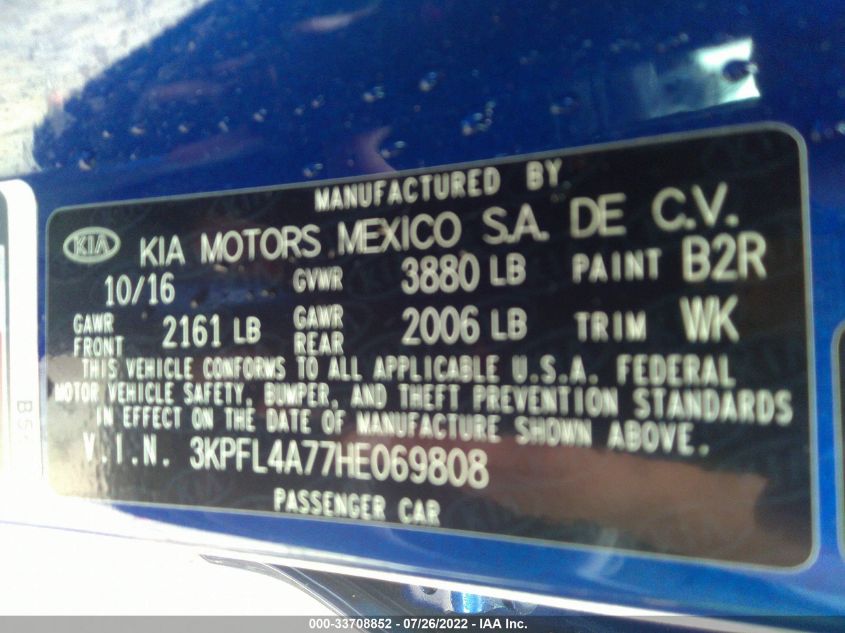 MANUFACTURED BY
KIA KIA MOTORS MEXICO S.A. DE C.V.
10/16 GVWR 3880 LB PAINT B2R
GAWR FRONT 2161 LB GAWR REAR 2006 LB TRIM WK
THIS VEHICLE CONFORMS TO ALL APPLICABLE U.S.A. FEDERAL
MOTOR VEHICLE SAFETY, BUMPER, AND THEFT PREVENTION STANDARDS
IN EFFECT ON THE DATE OF MANUFACTURE SHOWN ABOVE.
V.I.N. 3KPFL4A77HE069808
PASSENGER CAR
000-33708852 - 07/26/2022 - IAA Inc.